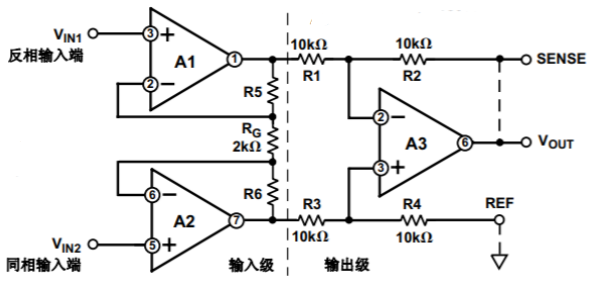 VIN1
反相输入端
3
+
A1
1
2
−
R5
RG
2kΩ
R6
6
−
A2
7
VIN2
5
+
同相输入端
输入级
输出级
10kΩ
R1
10kΩ
R2
SENSE
2
−
A3
6
VOUT
3
+
R3
10kΩ
R4
10kΩ
REF